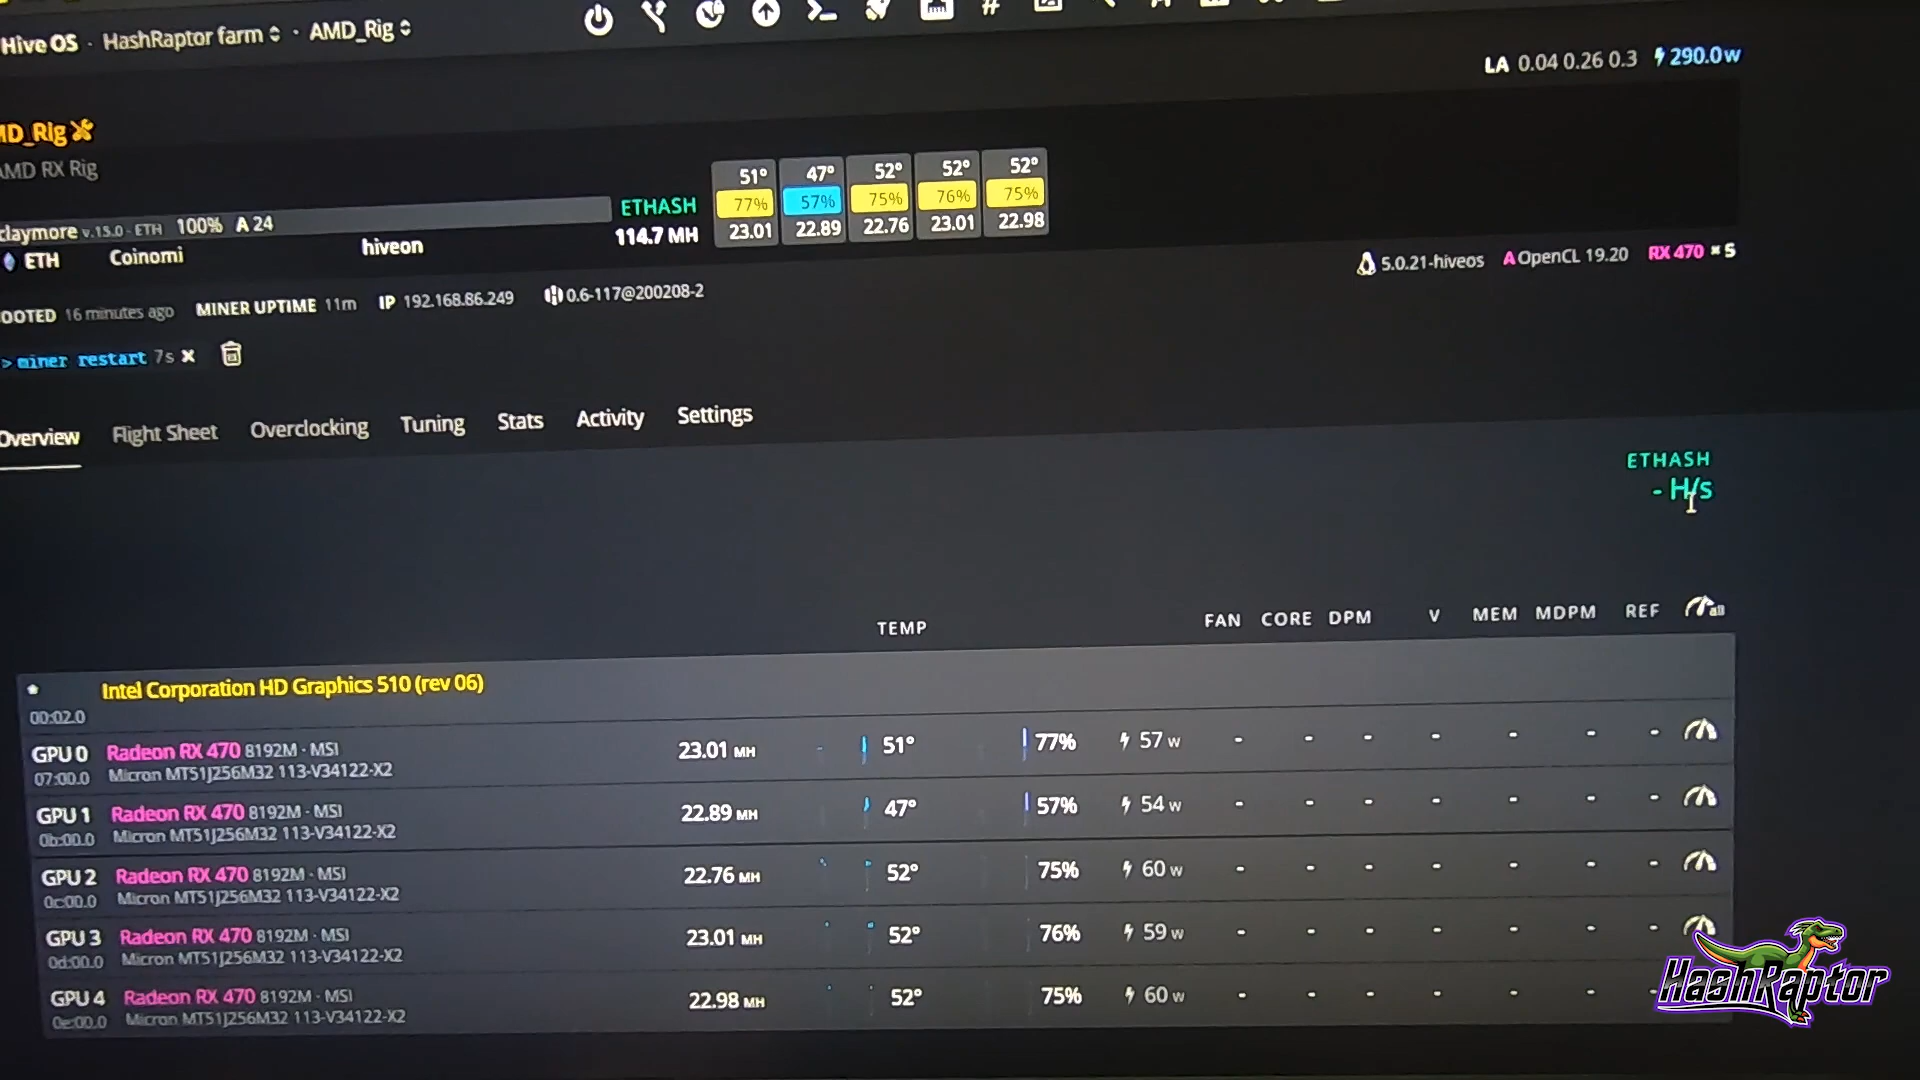 Hive OS · HashRaptor farm · AMD_Rig
LA 0.04 0.26 0.3 290.0w
MD_Rig
AMD RX Rig
51° 47° 52° 52° 52°
ETHASH 77% 57% 75% 76% 75%
claymore v.15.0 · ETH 100% A 24
114.7 MH 23.01 22.89 22.76 23.01 22.98
ETH Coinomi hiveon
5.0.21-hiveos A OpenCL 19.20 RX 470 × 5
OOTED 16 minutes ago MINER UPTIME 11m IP 192.168.86.249 0.6-117@200208-2
> miner restart 7s ×
Overview Flight Sheet Overclocking Tuning Stats Activity Settings
ETHASH
- H/s
TEMP FAN CORE DPM V MEM MDPM REF all
Intel Corporation HD Graphics 510 (rev 06)
00:02.0
GPU 0 Radeon RX 470 8192M · MSI 23.01 MH 51° 77% 57 w - - - - - - -
07:00.0 Micron MT51J256M32 113-V34122-X2
GPU 1 Radeon RX 470 8192M · MSI 22.89 MH 47° 57% 54 w - - - - - - -
0b:00.0 Micron MT51J256M32 113-V34122-X2
GPU 2 Radeon RX 470 8192M · MSI 22.76 MH 52° 75% 60 w - - - - - - -
0c:00.0 Micron MT51J256M32 113-V34122-X2
GPU 3 Radeon RX 470 8192M · MSI 23.01 MH 52° 76% 59 w - - - - - - -
0d:00.0 Micron MT51J256M32 113-V34122-X2
GPU 4 Radeon RX 470 8192M · MSI 22.98 MH 52° 75% 60 w - - - - - - -
0e:00.0 Micron MT51J256M32 113-V34122-X2
HashRaptor